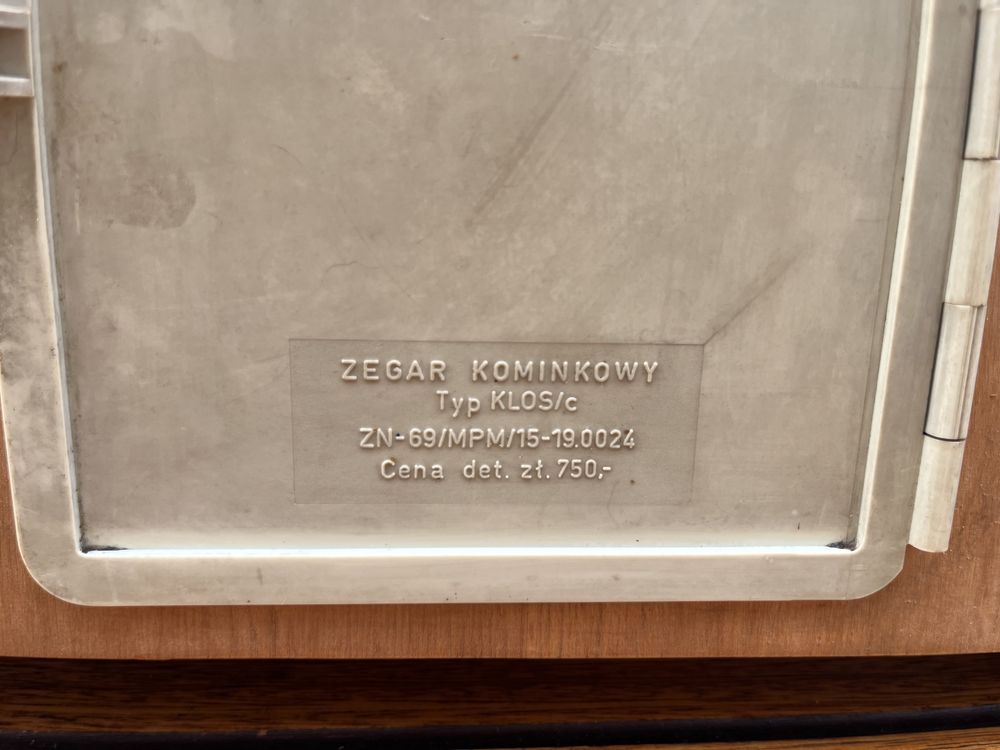 ZEGAR KOMINKOWY
Typ KLOS/c
ZN-69/MPM/15-19.0024
Cena det. zł. 750,-